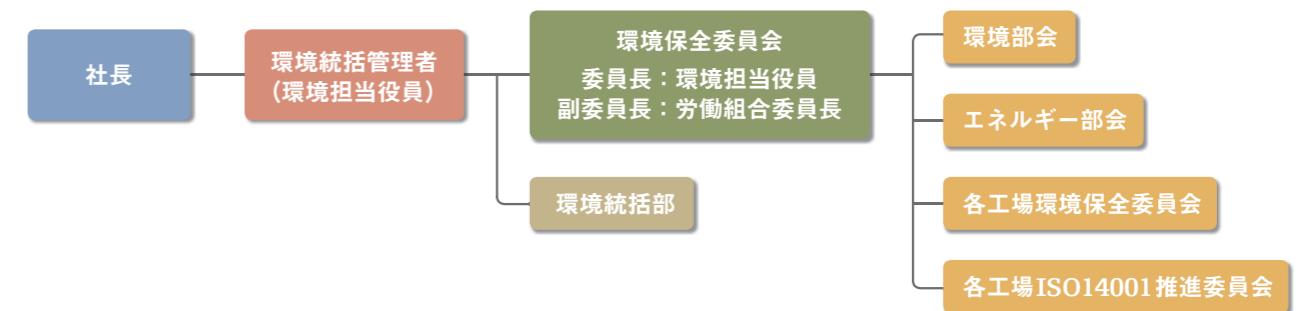 社長
環境統括管理者
（環境担当役員）
環境保全委員会
委員長：環境担当役員
副委員長：労働組合委員長
環境統括部
環境部会
エネルギー部会
各工場環境保全委員会
各工場ISO14001推進委員会